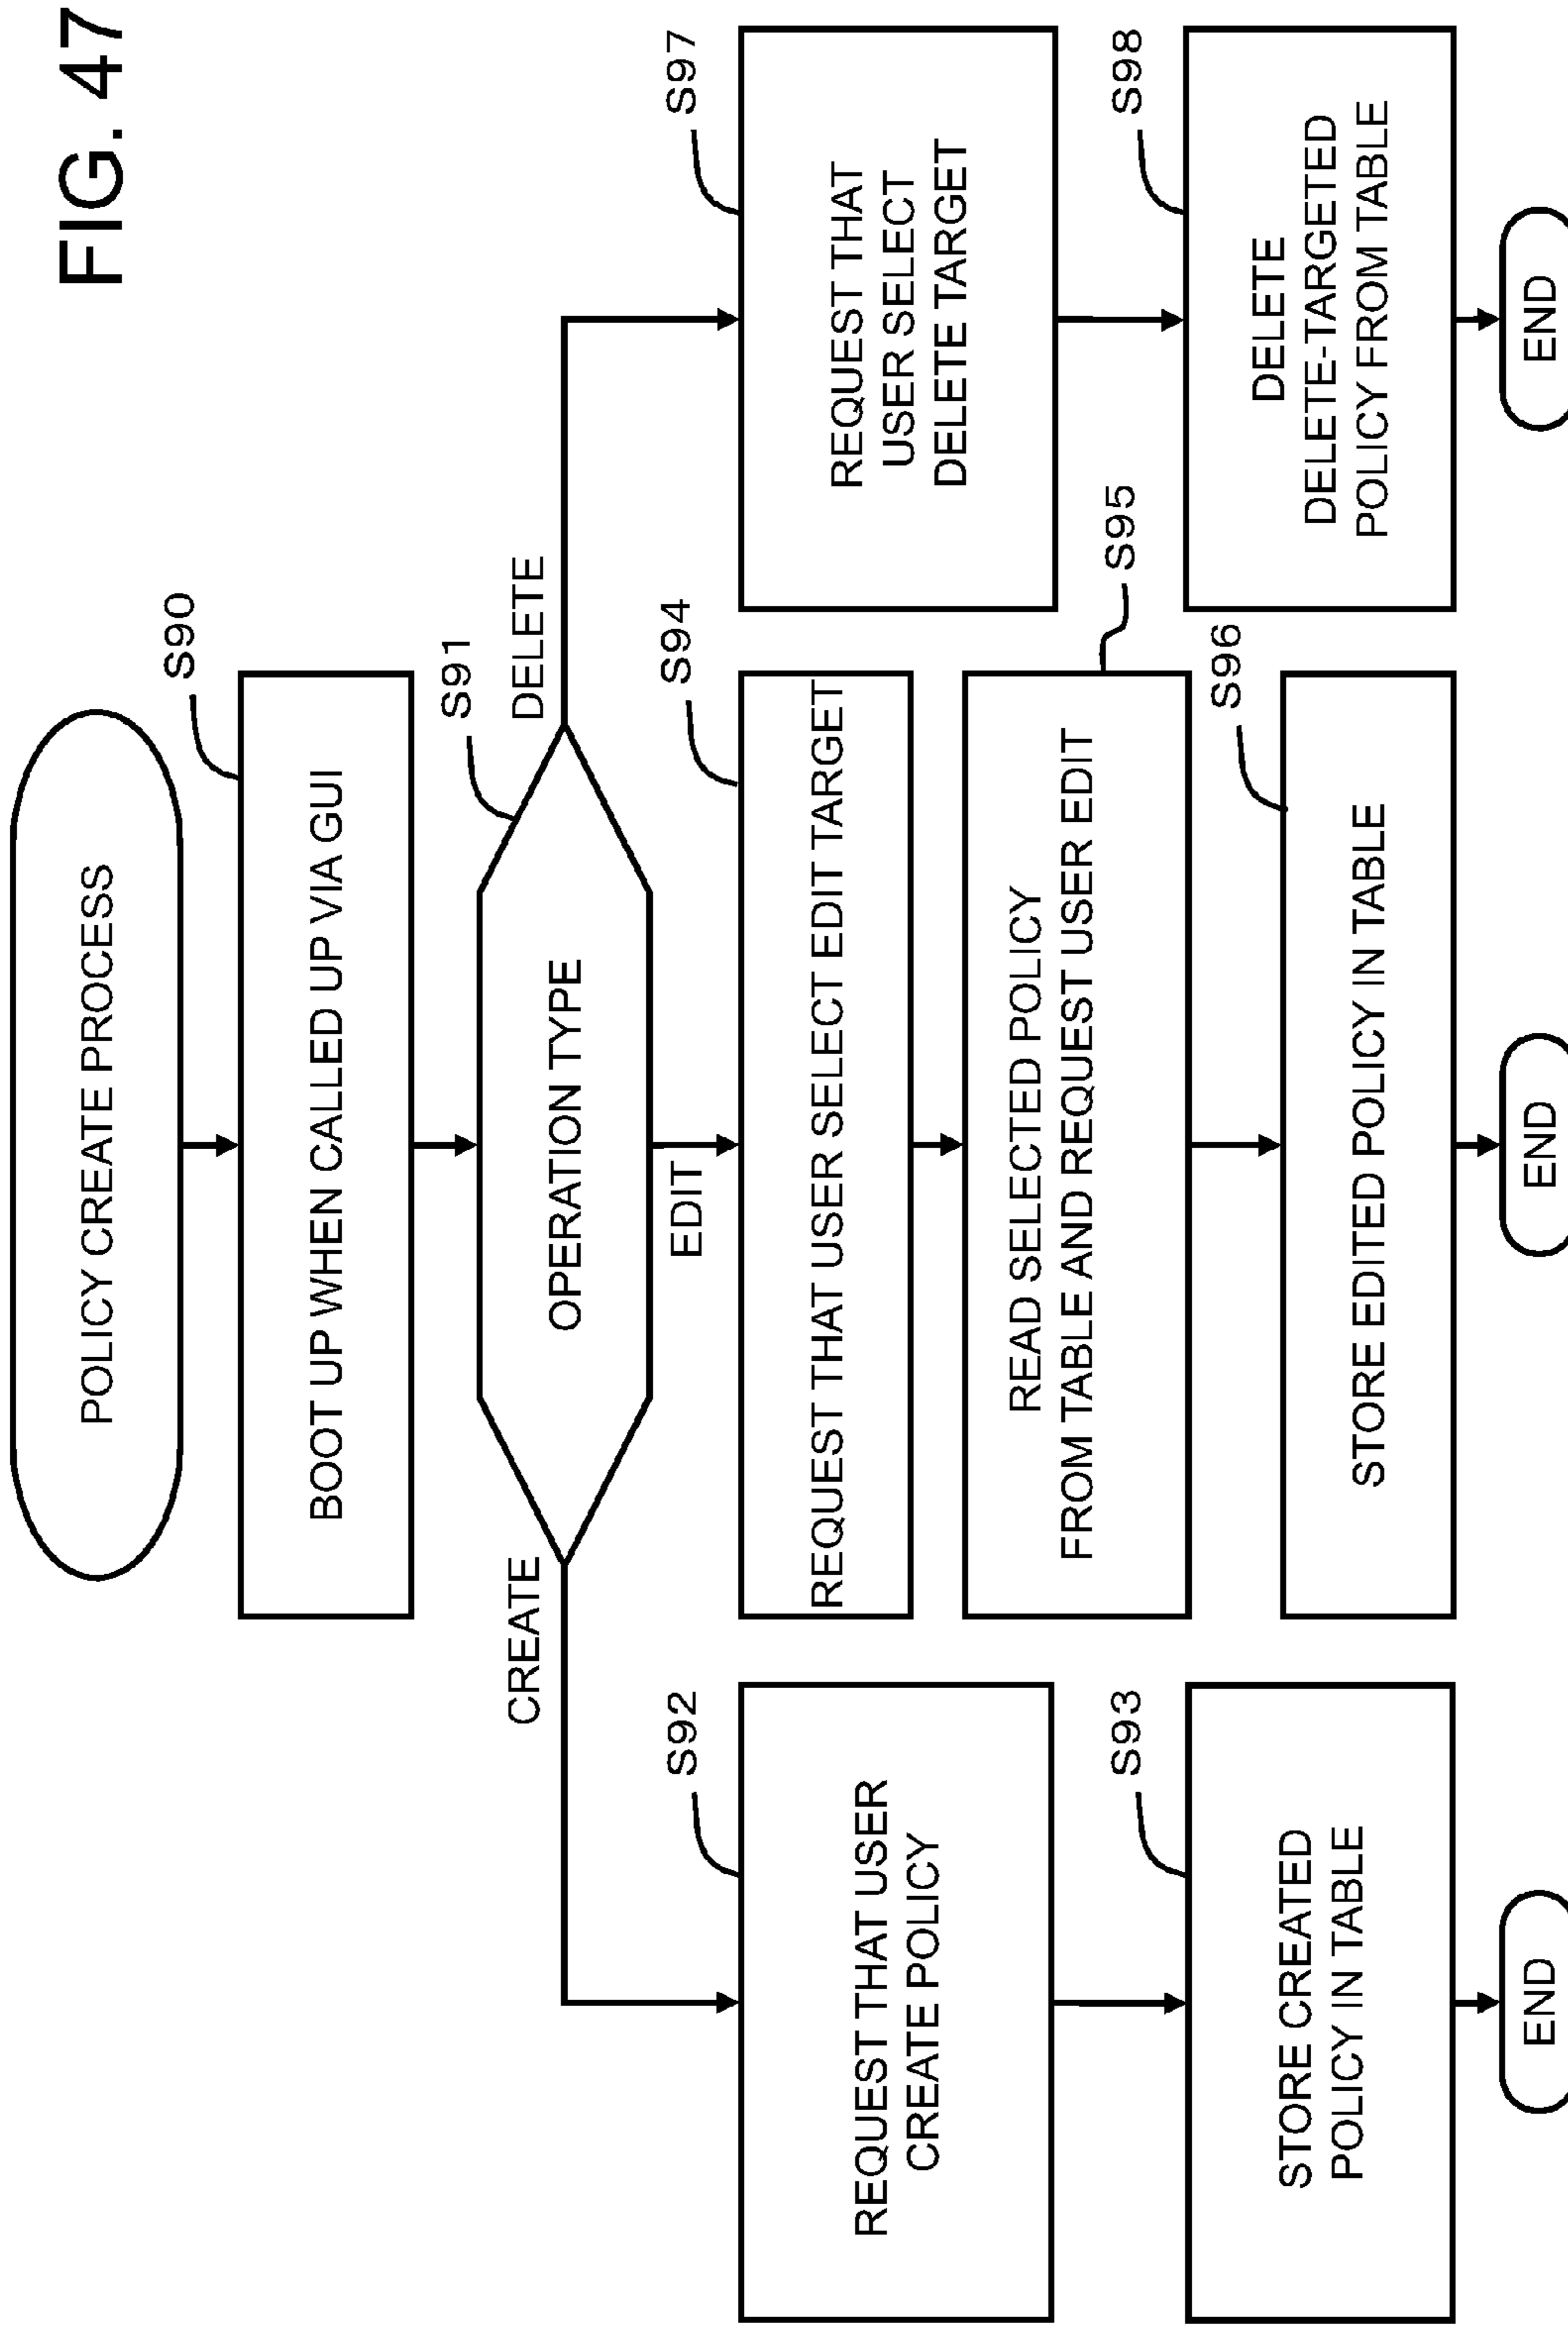 FIG. 47
POLICY CREATE PROCESS
S90
BOOT UP WHEN CALLED UP VIA GUI
S91
OPERATION TYPE
CREATE
EDIT
DELETE
S92
REQUEST THAT USER
CREATE POLICY
S93
STORE CREATED
POLICY IN TABLE
END
S94
REQUEST THAT USER SELECT EDIT TARGET
S95
READ SELECTED POLICY
FROM TABLE AND REQUEST USER EDIT
S96
STORE EDITED POLICY IN TABLE
END
S97
REQUEST THAT
USER SELECT
DELETE TARGET
S98
DELETE
DELETE-TARGETED
POLICY FROM TABLE
END